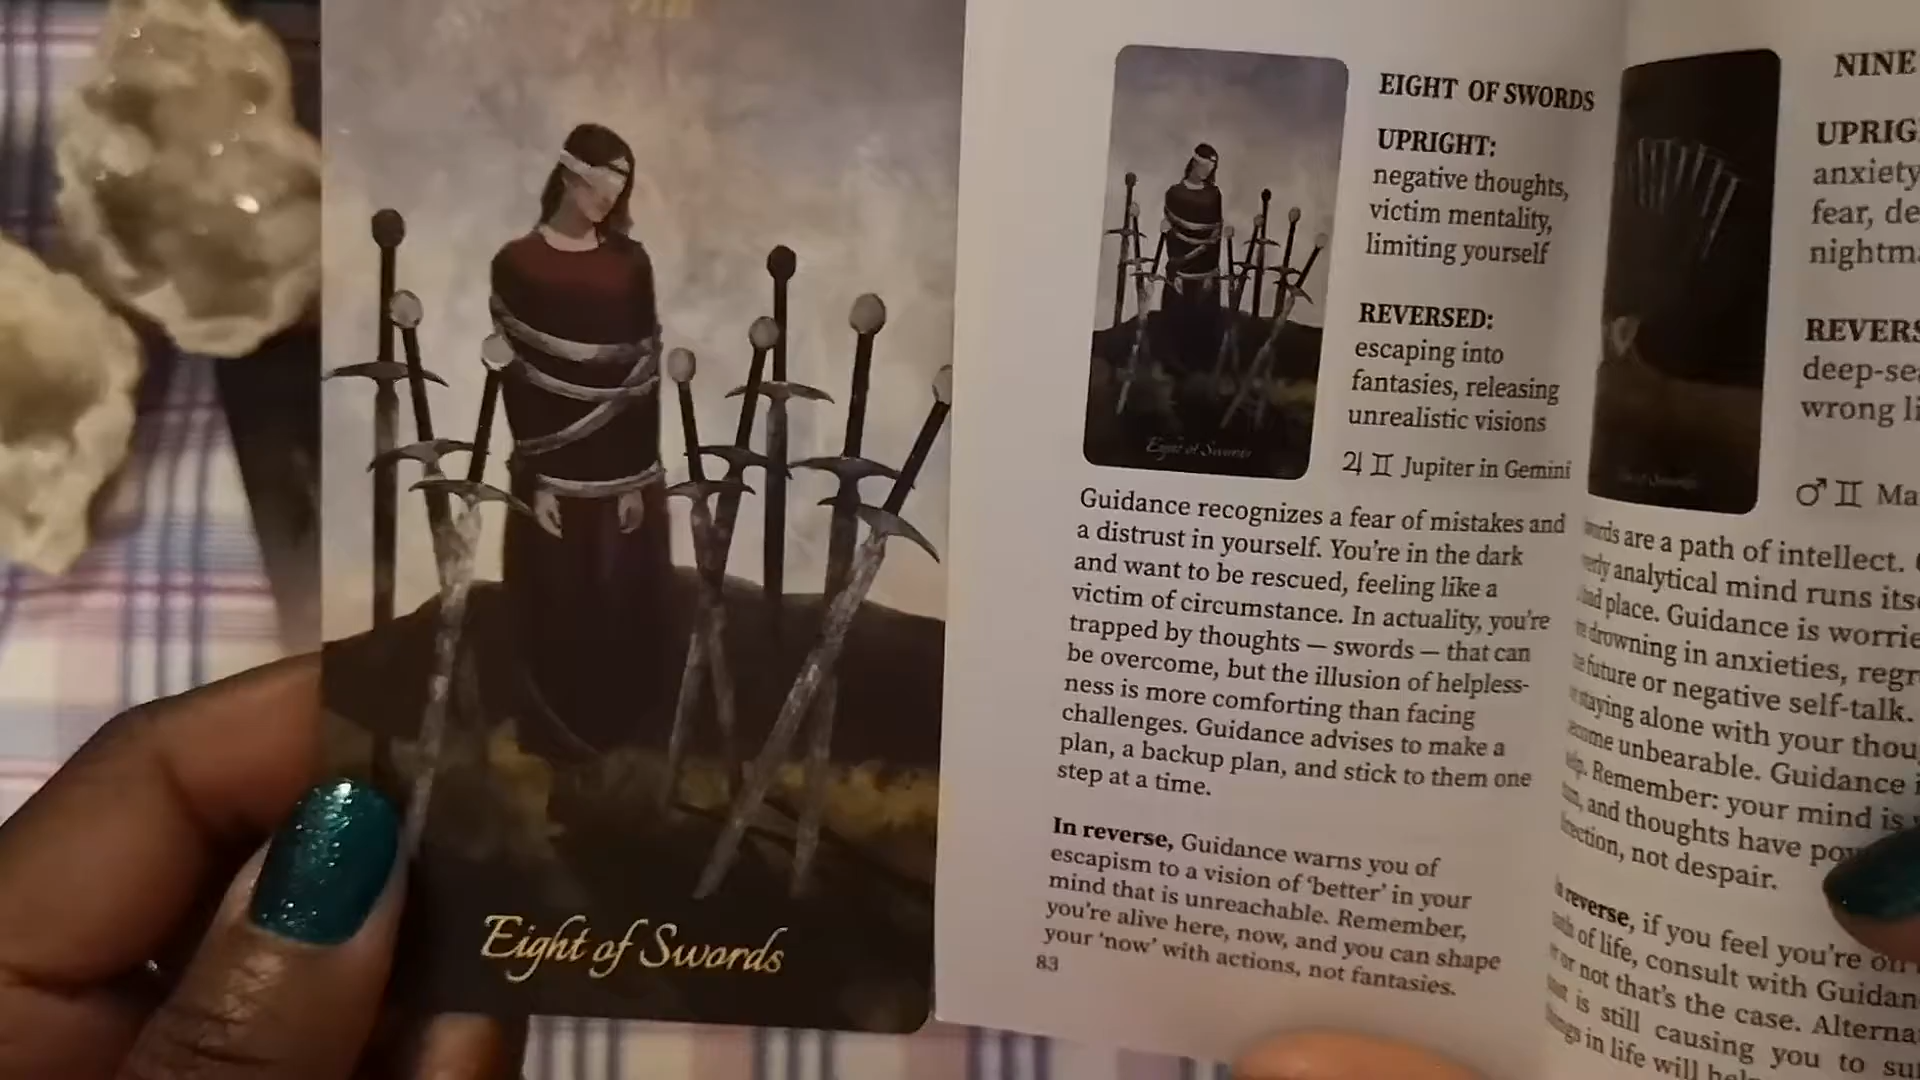 VIII
Eight of Swords
EIGHT OF SWORDS
UPRIGHT:
negative thoughts,
victim mentality,
limiting yourself
REVERSED:
escaping into
fantasies, releasing
unrealistic visions
♃ ♊ Jupiter in Gemini
Eight of Swords
Guidance recognizes a fear of mistakes and
a distrust in yourself. You're in the dark
and want to be rescued, feeling like a
victim of circumstance. In actuality, you're
trapped by thoughts — swords — that can
be overcome, but the illusion of helpless-
ness is more comforting than facing
challenges. Guidance advises to make a
plan, a backup plan, and stick to them one
step at a time.
In reverse, Guidance warns you of
escapism to a vision of 'better' in your
mind that is unreachable. Remember,
you're alive here, now, and you can shape
your 'now' with actions, not fantasies.
83
NINE
UPRIG
anxiety
fear, de
nightm
REVERS
deep-se
wrong li
♂ ♊ Ma
are a path of intellect.
analytical mind runs its
place. Guidance is worrie
drowning in anxieties, regr
future or negative self-talk.
staying alone with your thou
unbearable. Guidance i
Remember: your mind is
and thoughts have po
not despair.
reverse, if you feel you're
of life, consult with Guidan
or not that's the case. Alterna
is still causing you to su
in life will hel